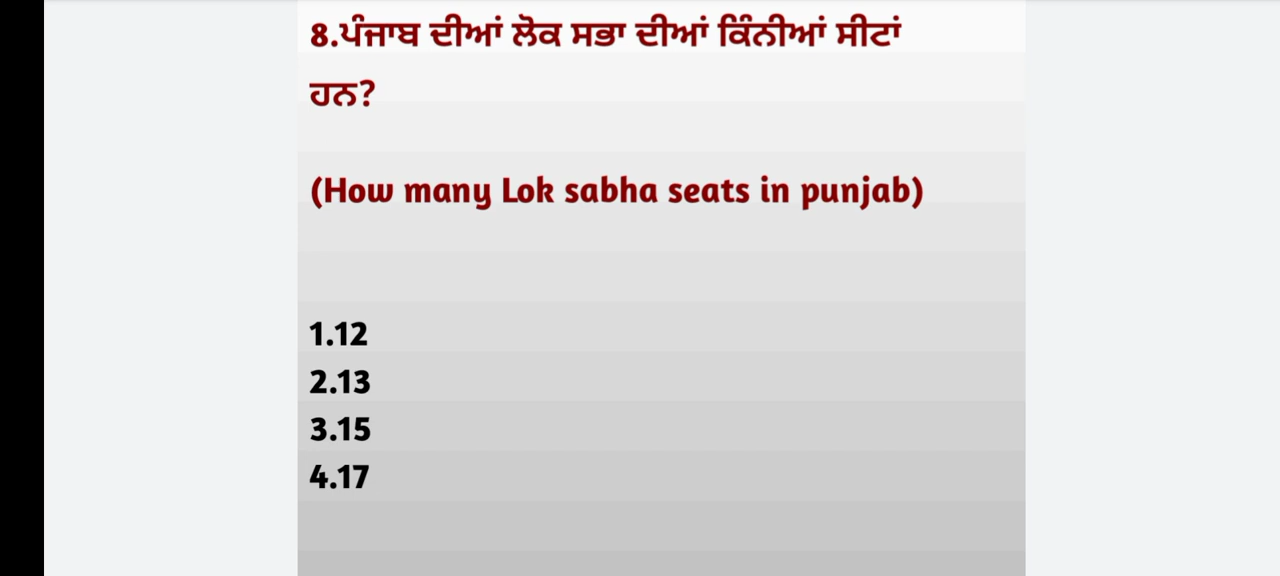 8.ਪੰਜਾਬ ਦੀਆਂ ਲੋਕ ਸਭਾ ਦੀਆਂ ਕਿੰਨੀਆਂ ਸੀਟਾਂ
ਹਨ?
(How many Lok sabha seats in punjab)
1.12
2.13
3.15
4.17